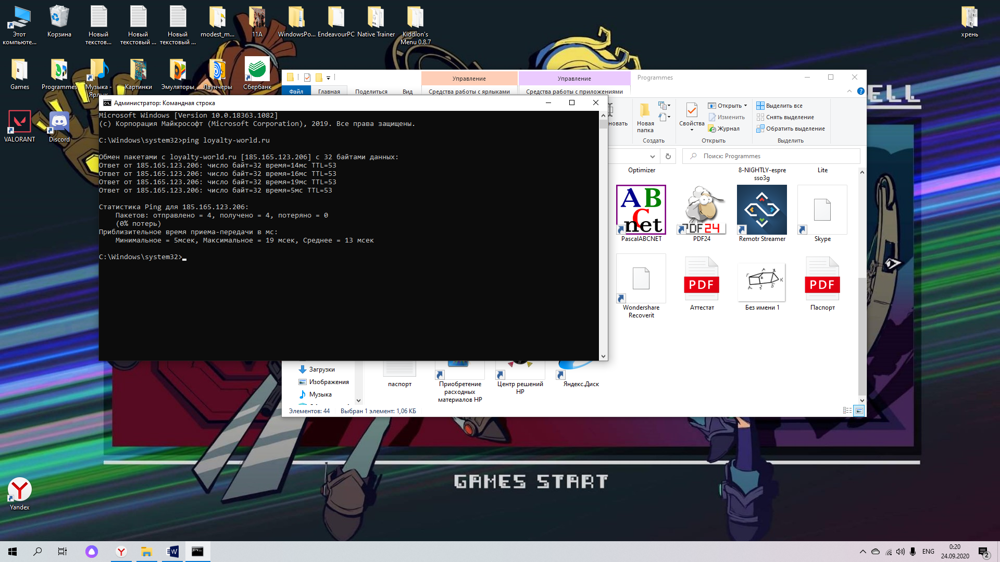 Этот
компьюте...
Корзина
Новый
текстов...
Новый
текстовый ...
Новый
текстовый ...
modest_m...
11А
WindowsPo...
EndeavourPC
Native Trainer
Kiddion's
Menu 0.8.7
хрень
Games
Programmes
Музыка -
Ярлык
Картинки
Эмуляторы
Лаунчеры
Сбербанк
VALORANT
Discord
Yandex
Управление
Управление
Programmes
Файл
Главная
Поделиться
Вид
Средства работы с ярлыками
Средства работы с приложениями
Новая
папка
Создать
Свойства
Открыть
Изменить
Журнал
Открыть
Выделить все
Снять выделение
Обратить выделение
Выделить
Поиск: Programmes
Администратор: Командная строка
Microsoft Windows [Version 10.0.18363.1082]
(c) Корпорация Майкрософт (Microsoft Corporation), 2019. Все права защищены.
C:\Windows\system32>ping loyalty-world.ru
Обмен пакетами с loyalty-world.ru [185.165.123.206] с 32 байтами данных:
Ответ от 185.165.123.206: число байт=32 время=14мс TTL=53
Ответ от 185.165.123.206: число байт=32 время=16мс TTL=53
Ответ от 185.165.123.206: число байт=32 время=19мс TTL=53
Ответ от 185.165.123.206: число байт=32 время=5мс TTL=53
Статистика Ping для 185.165.123.206:
Пакетов: отправлено = 4, получено = 4, потеряно = 0
(0% потерь)
Приблизительное время приема-передачи в мс:
Минимальное = 5мсек, Максимальное = 19 мсек, Среднее = 13 мсек
C:\Windows\system32>
Optimizer
8-NIGHTLY-espre
sso3g
Lite
ABC
net
PascalABCNET
PDF24
PDF24
Remotr Streamer
Skype
Wondershare
Recoverit
PDF
Аттестат
Без имени 1
PDF
Паспорт
Загрузки
Изображения
Музыка
паспорт
Приобретение
расходных
материалов HP
Центр решений
HP
Яндекс.Диск
Элементов: 44
Выбран 1 элемент: 1,06 КБ
GAMES START
ENG
0:20
24.09.2020
2